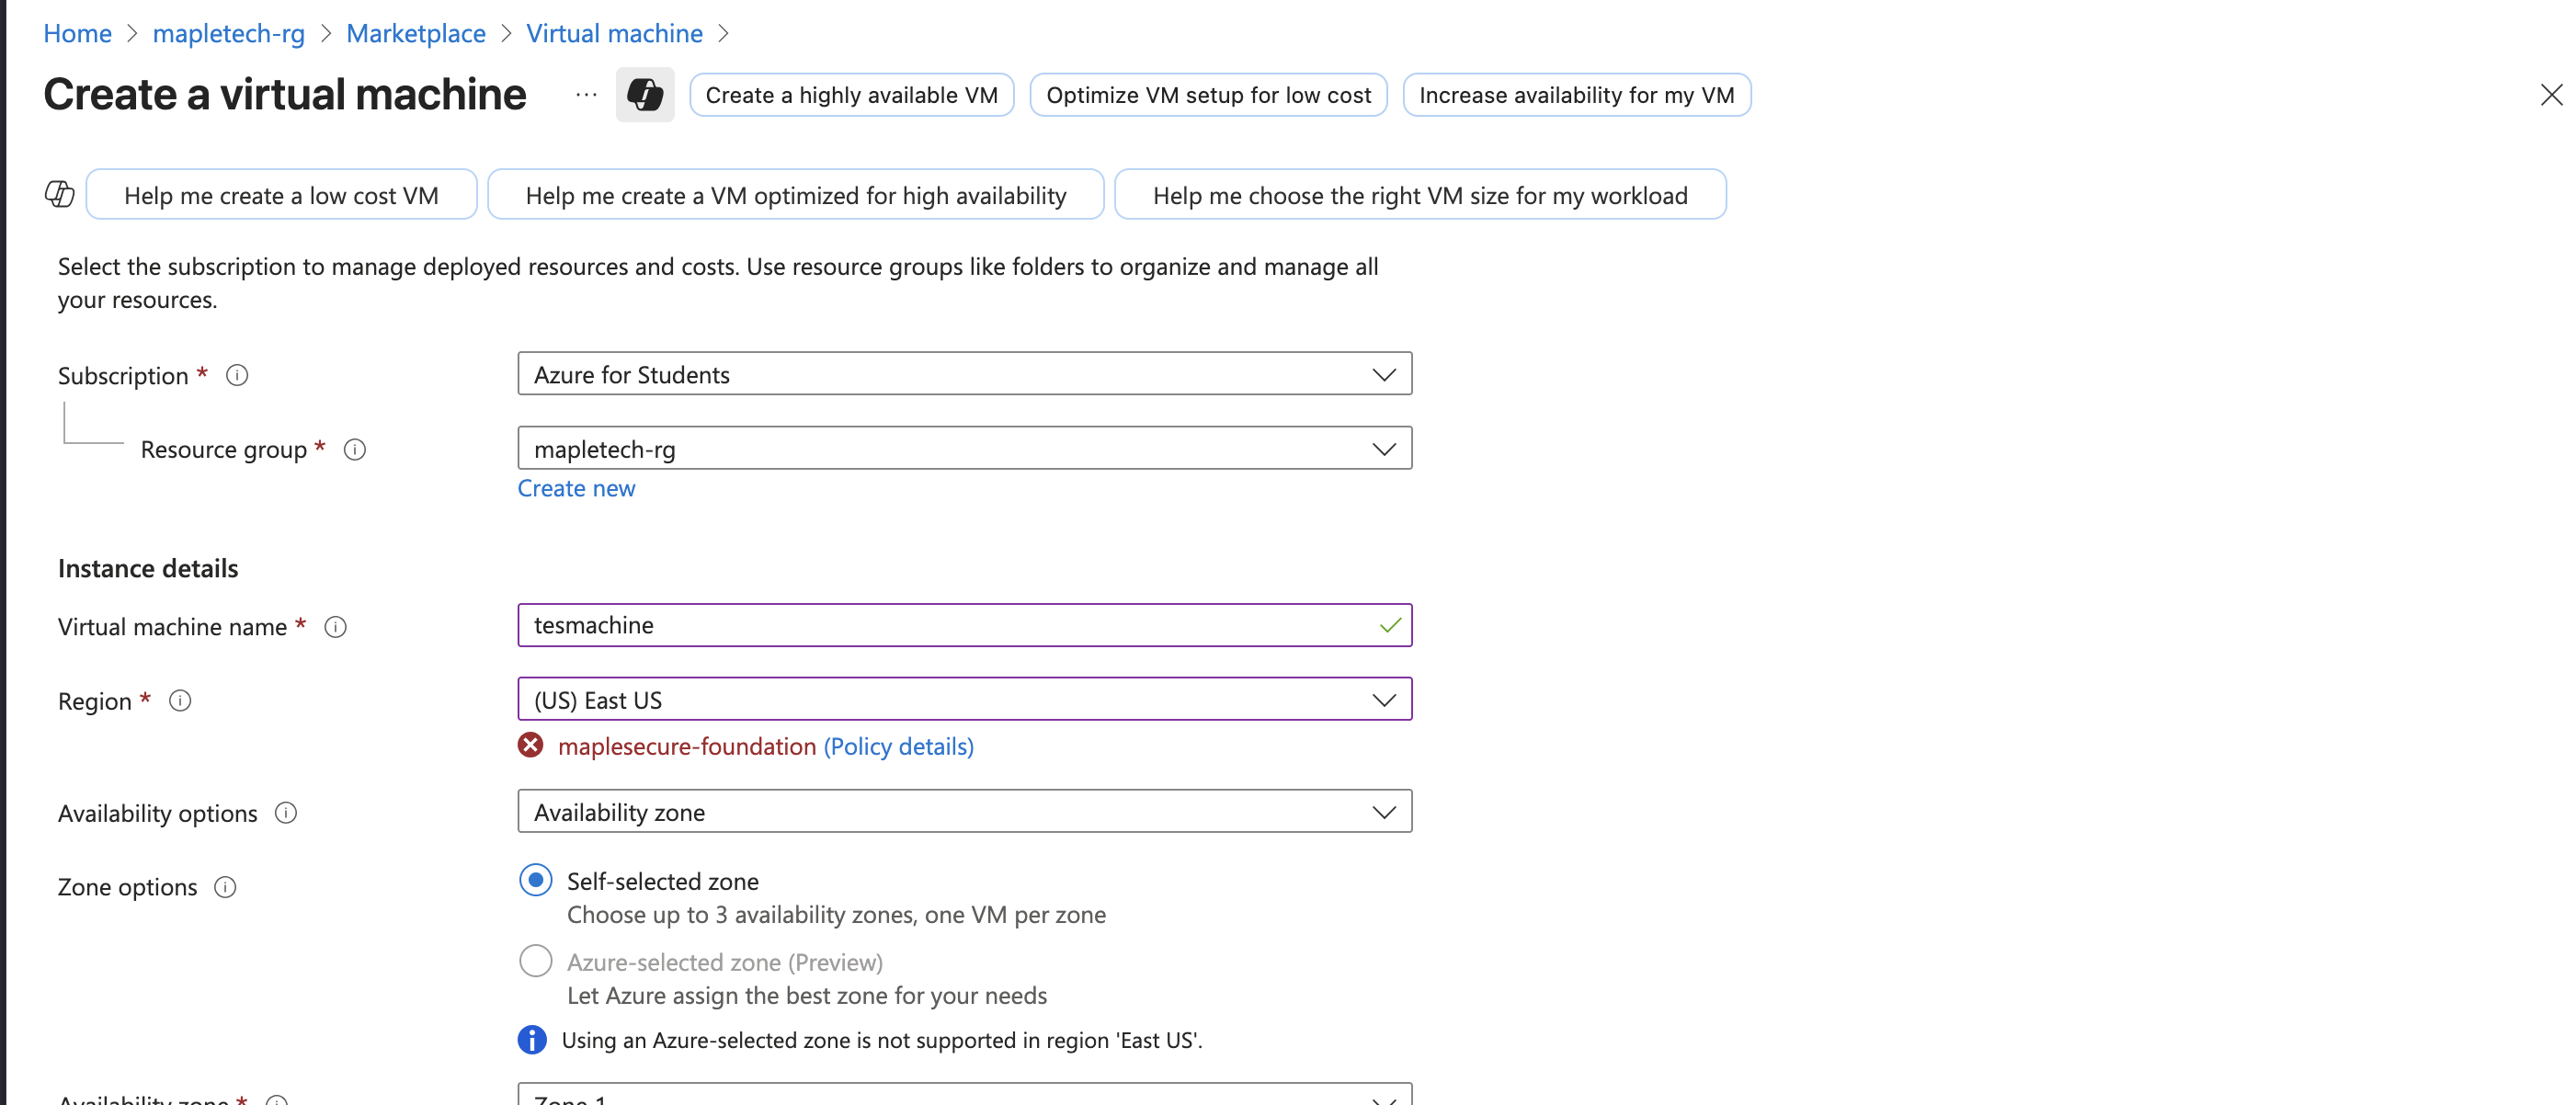 Home > mapletech-rg > Marketplace > Virtual machine >
Create a virtual machine ... Create a highly available VM Optimize VM setup for low cost Increase availability for my VM
Help me create a low cost VM Help me create a VM optimized for high availability Help me choose the right VM size for my workload
Select the subscription to manage deployed resources and costs. Use resource groups like folders to organize and manage all
your resources.
Subscription * Azure for Students
Resource group * mapletech-rg
Create new
Instance details
Virtual machine name * tesmachine
Region * (US) East US
maplesecure-foundation (Policy details)
Availability options Availability zone
Zone options Self-selected zone
Choose up to 3 availability zones, one VM per zone
Azure-selected zone (Preview)
Let Azure assign the best zone for your needs
Using an Azure-selected zone is not supported in region 'East US'.
Availability zone * Zone 1